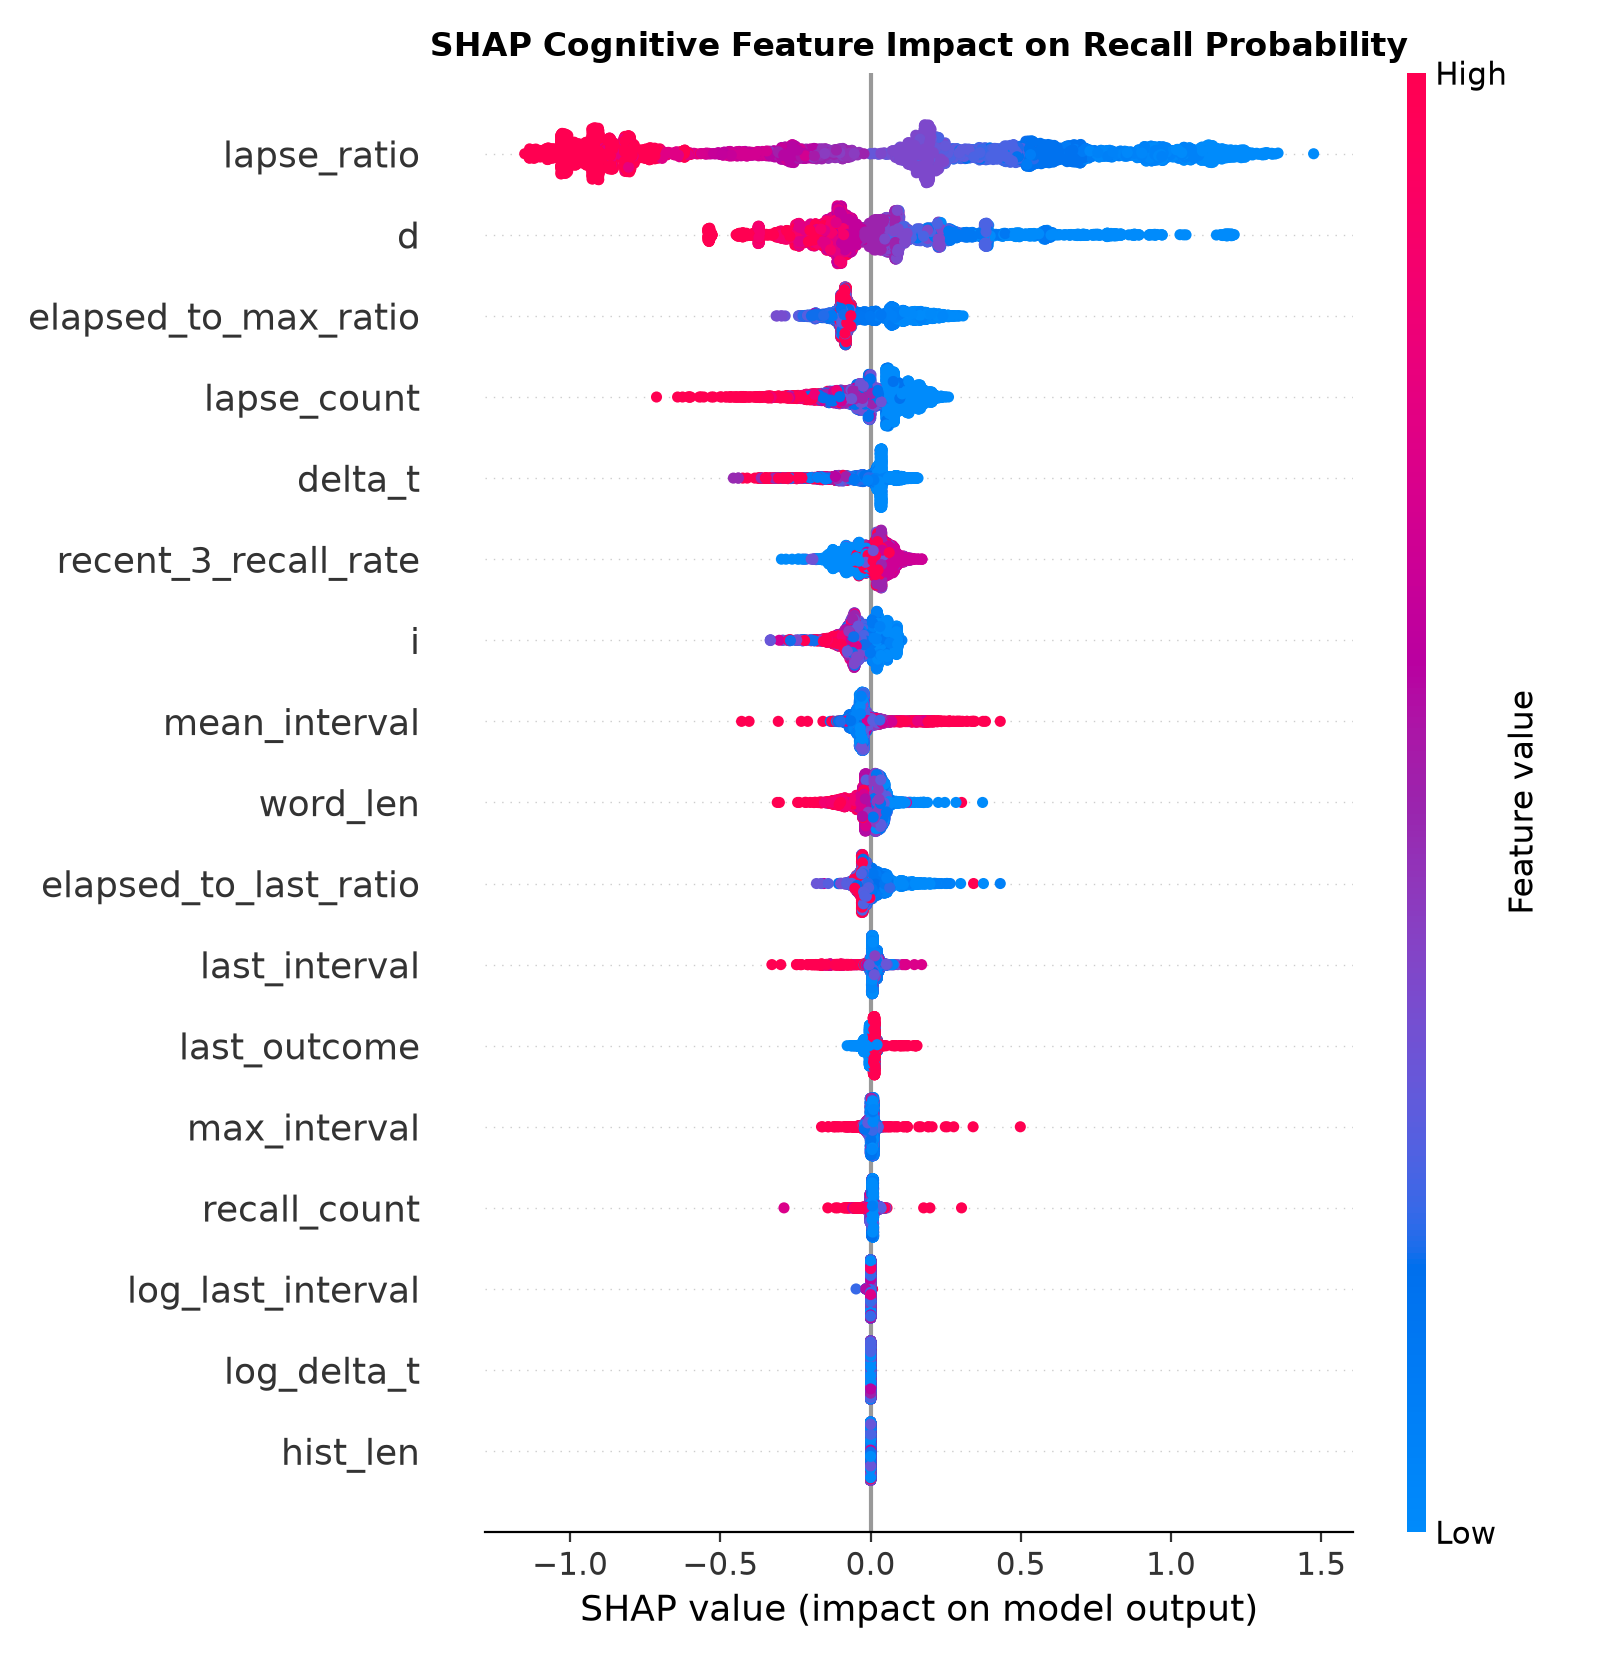 SHAP Cognitive Feature Impact on Recall Probability
High
lapse_ratio
d
elapsed_to_max_ratio
lapse_count
delta_t
recent_3_recall_rate
i
mean_interval
word_len
elapsed_to_last_ratio
last_interval
last_outcome
max_interval
recall_count
log_last_interval
log_delta_t
hist_len
Feature value
Low
−1.0 −0.5 0.0 0.5 1.0 1.5
SHAP value (impact on model output)